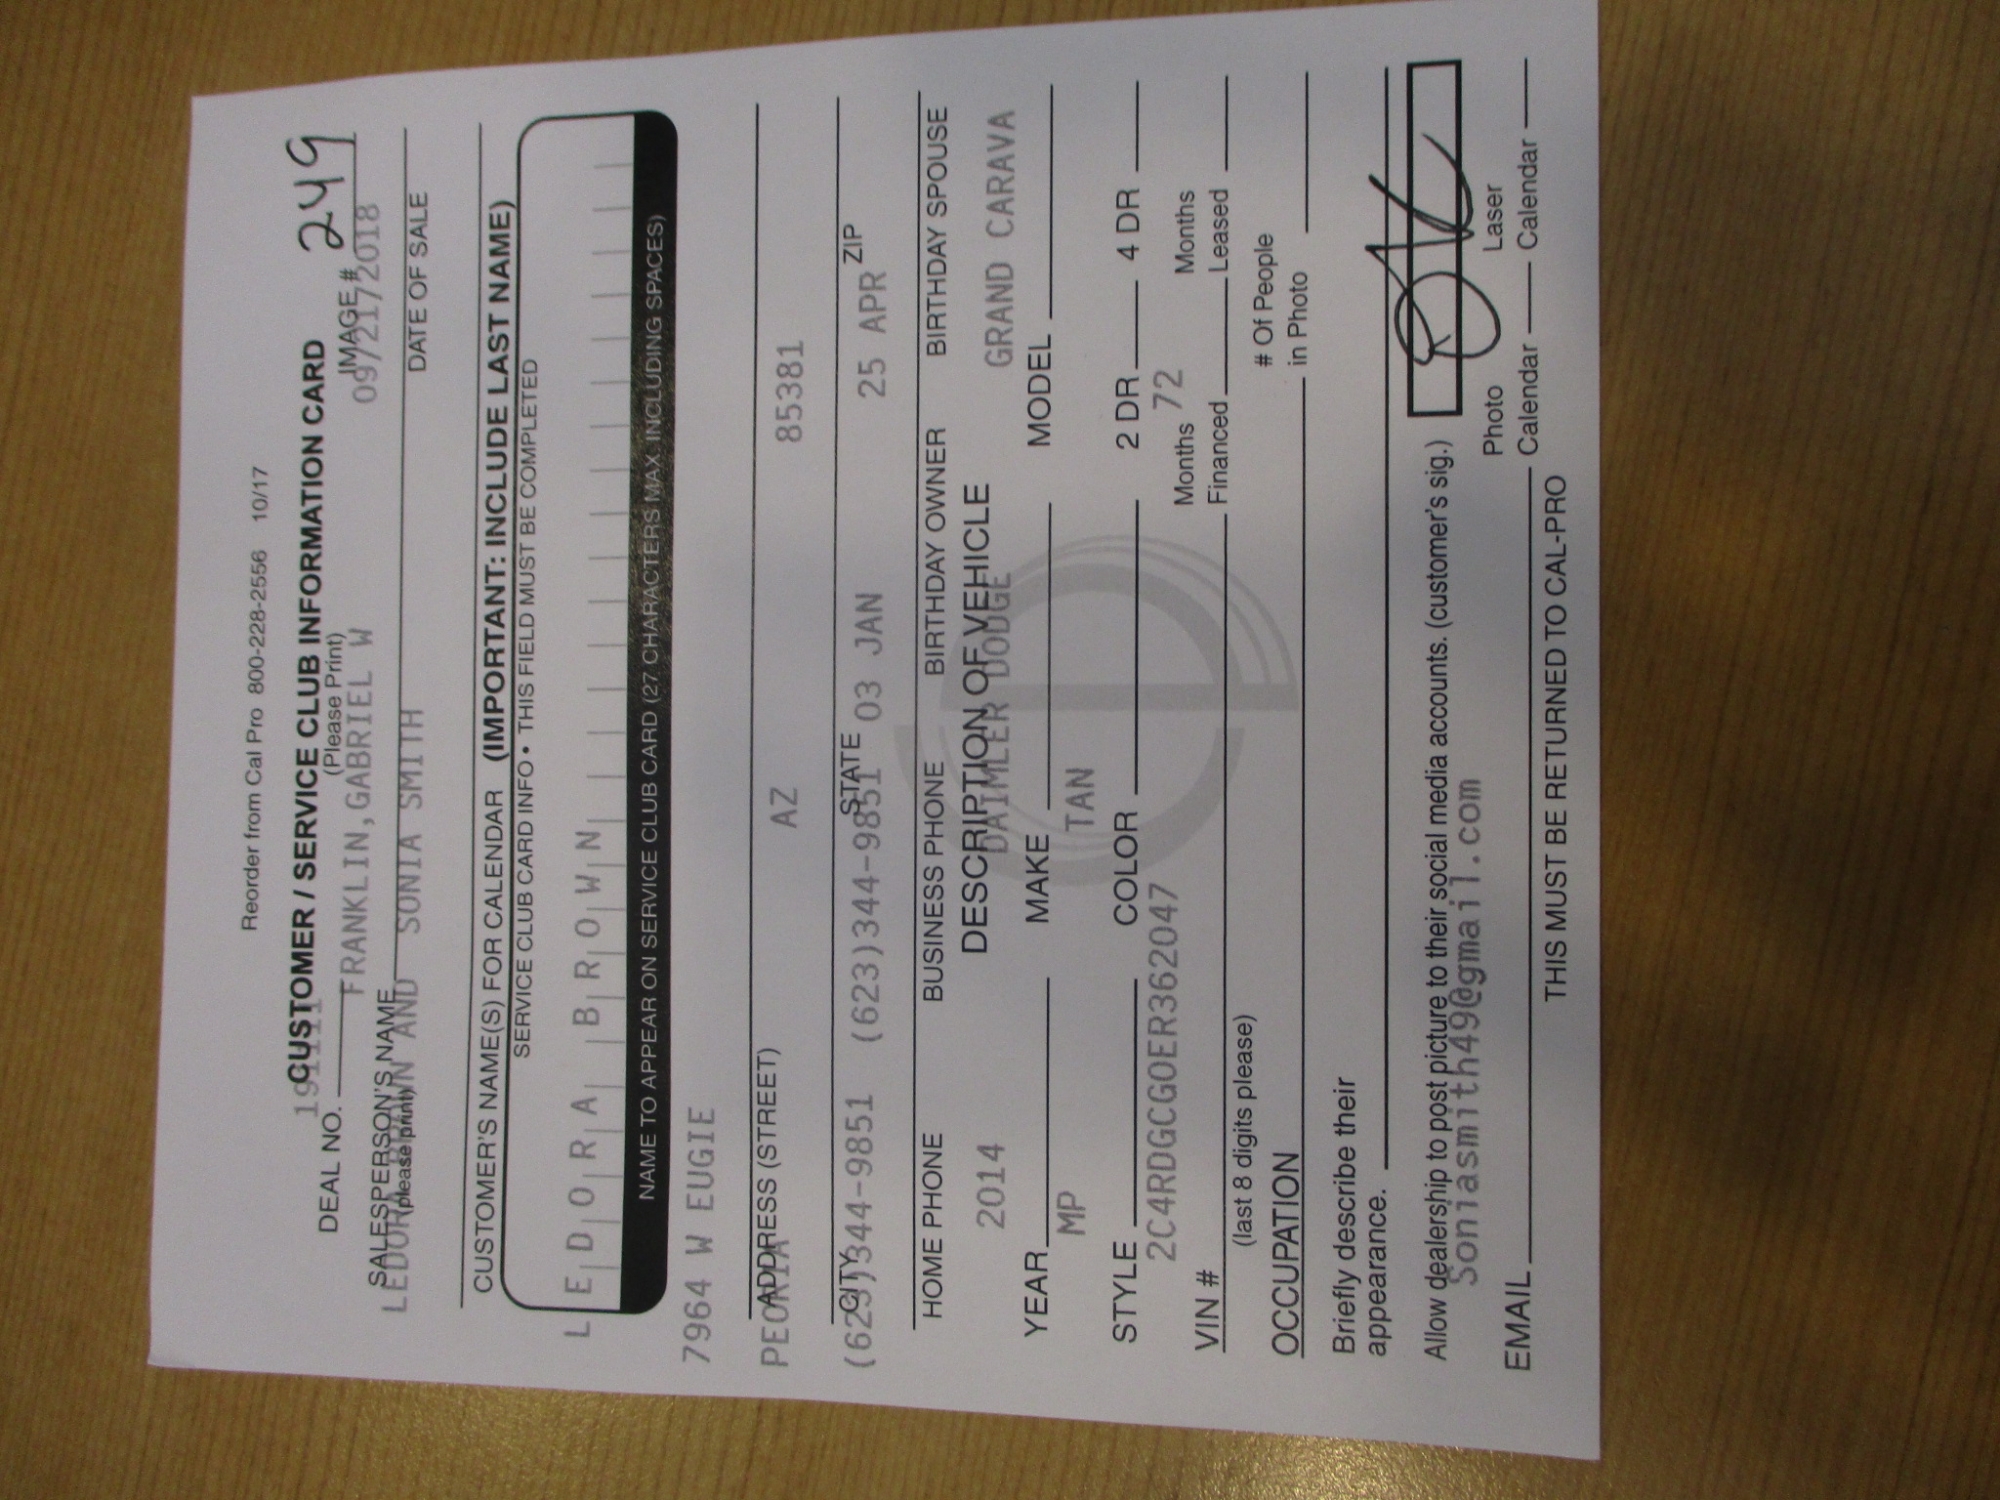 Reorder from Cal Pro 800-228-2556 10/17
CUSTOMER / SERVICE CLUB INFORMATION CARD
(Please Print)
DEAL NO. IMAGE # 249
FRANKLIN,GABRIEL W 09/21/2018
SALESPERSON'S NAME DATE OF SALE
(please print)
LEDORA BROWN AND SONIA SMITH
CUSTOMER'S NAME(S) FOR CALENDAR (IMPORTANT: INCLUDE LAST NAME)
SERVICE CLUB CARD INFO • THIS FIELD MUST BE COMPLETED
LEDORA BROWN
NAME TO APPEAR ON SERVICE CLUB CARD (27 CHARACTERS MAX. INCLUDING SPACES)
7964 W EUGIE
ADDRESS (STREET)
PEORIA AZ 85381
CITY STATE ZIP
(623)344-9851 (623)344-9851 03 JAN 25 APR
HOME PHONE BUSINESS PHONE BIRTHDAY OWNER BIRTHDAY SPOUSE
DESCRIPTION OF VEHICLE
2014 DAIMLER DODGE GRAND CARAVA
YEAR MAKE MODEL
MP TAN
STYLE COLOR 2 DR. 4 DR
2C4RDGCG0ER362047 Months 72 Months
VIN # Financed Leased
(last 8 digits please)
# Of People
OCCUPATION in Photo
Briefly describe their
appearance.
Allow dealership to post picture to their social media accounts. (customer's sig.)
Soniasmith49@gmail.com Photo Laser
EMAIL Calendar Calendar
THIS MUST BE RETURNED TO CAL-PRO